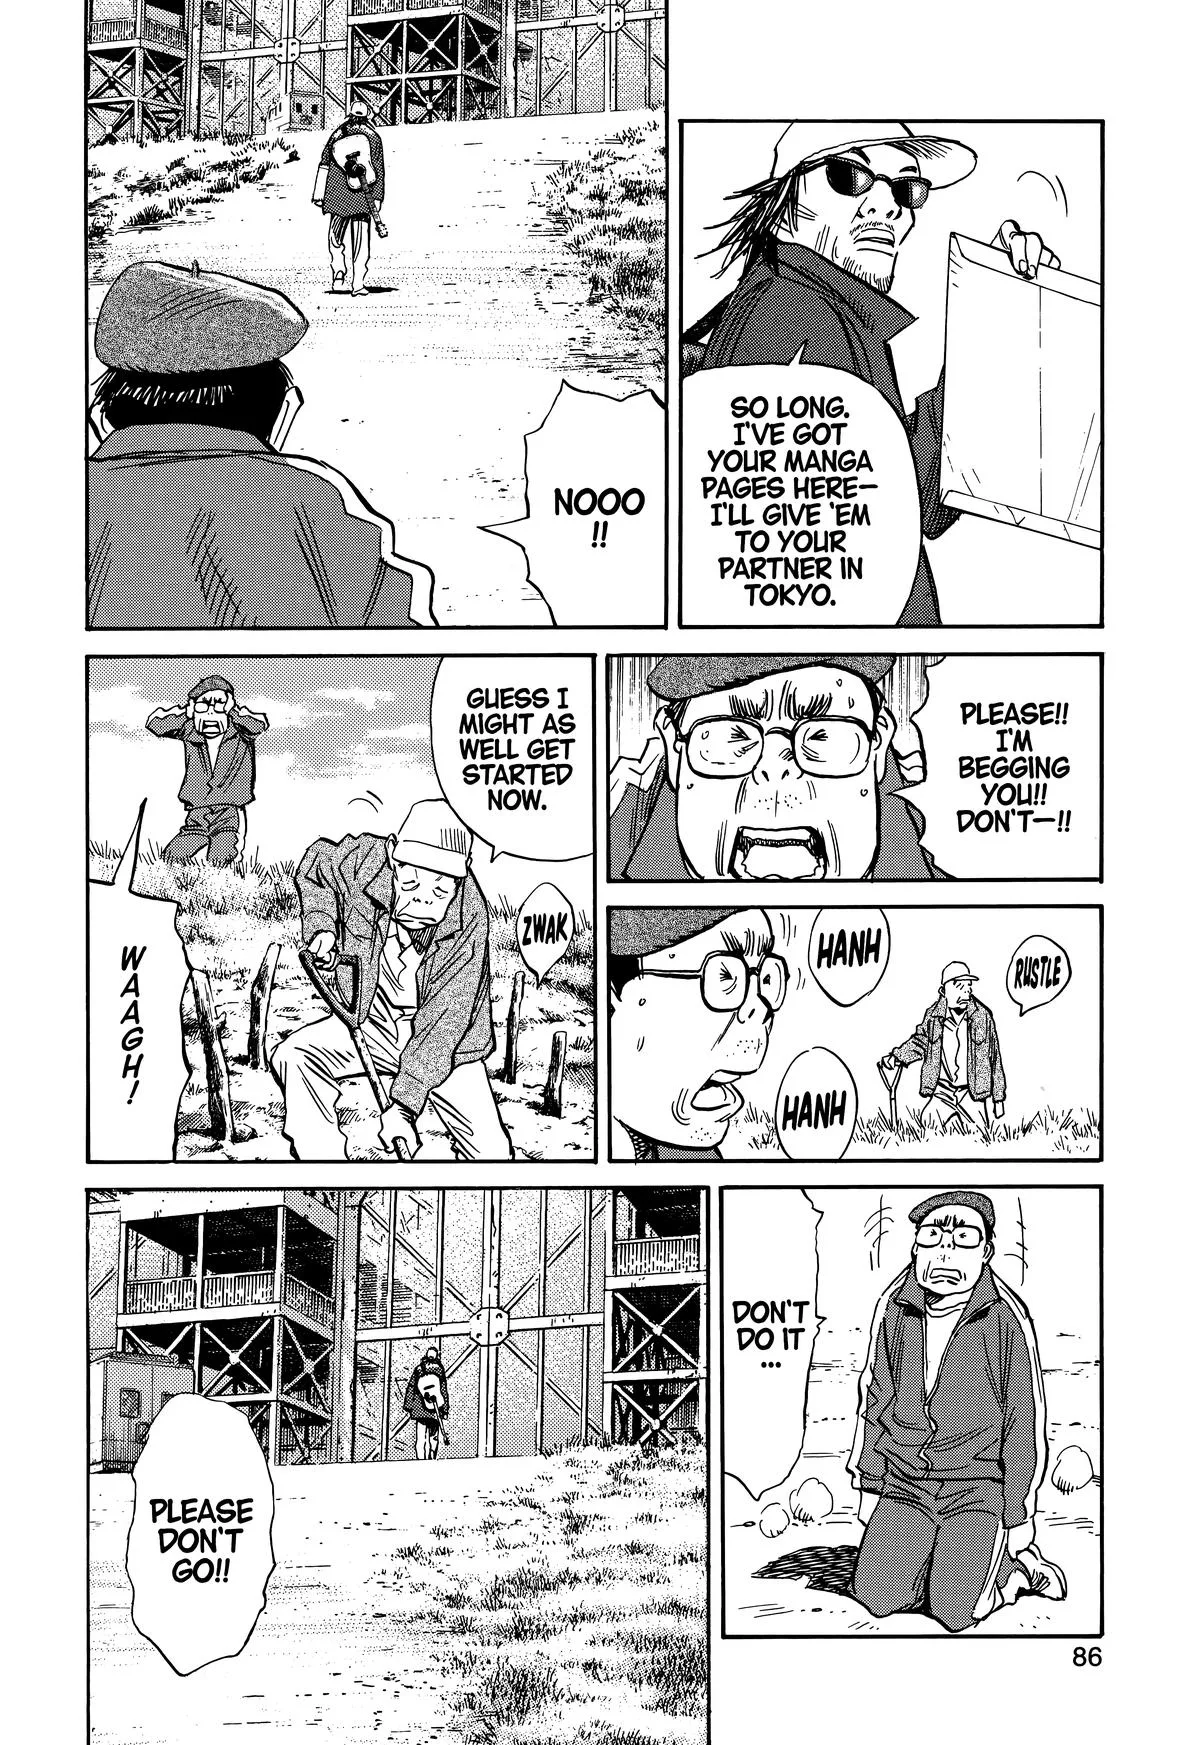 SO LONG.
I'VE GOT
YOUR MANGA
PAGES HERE—
I'LL GIVE 'EM
TO YOUR
PARTNER IN
TOKYO.
NOOO
!!
PLEASE!!
I'M
BEGGING
YOU!!
DON'T—!!
HANH
RUSTLE
HANH
GUESS I
MIGHT AS
WELL GET
STARTED
NOW.
ZWAK
WAAGH!
DON'T
DO IT
...
PLEASE
DON'T
GO!!
86